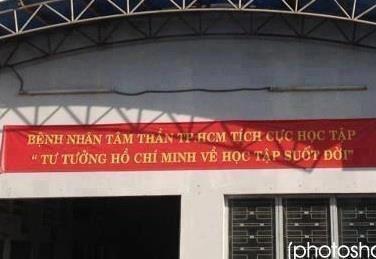 BỆNH NHÂN TÂM THẦN TP.HCM TÍCH CỰC HỌC TẬP
“ TƯ TƯỞNG HỒ CHÍ MINH VỀ HỌC TẬP SUỐT ĐỜI”
(photosho